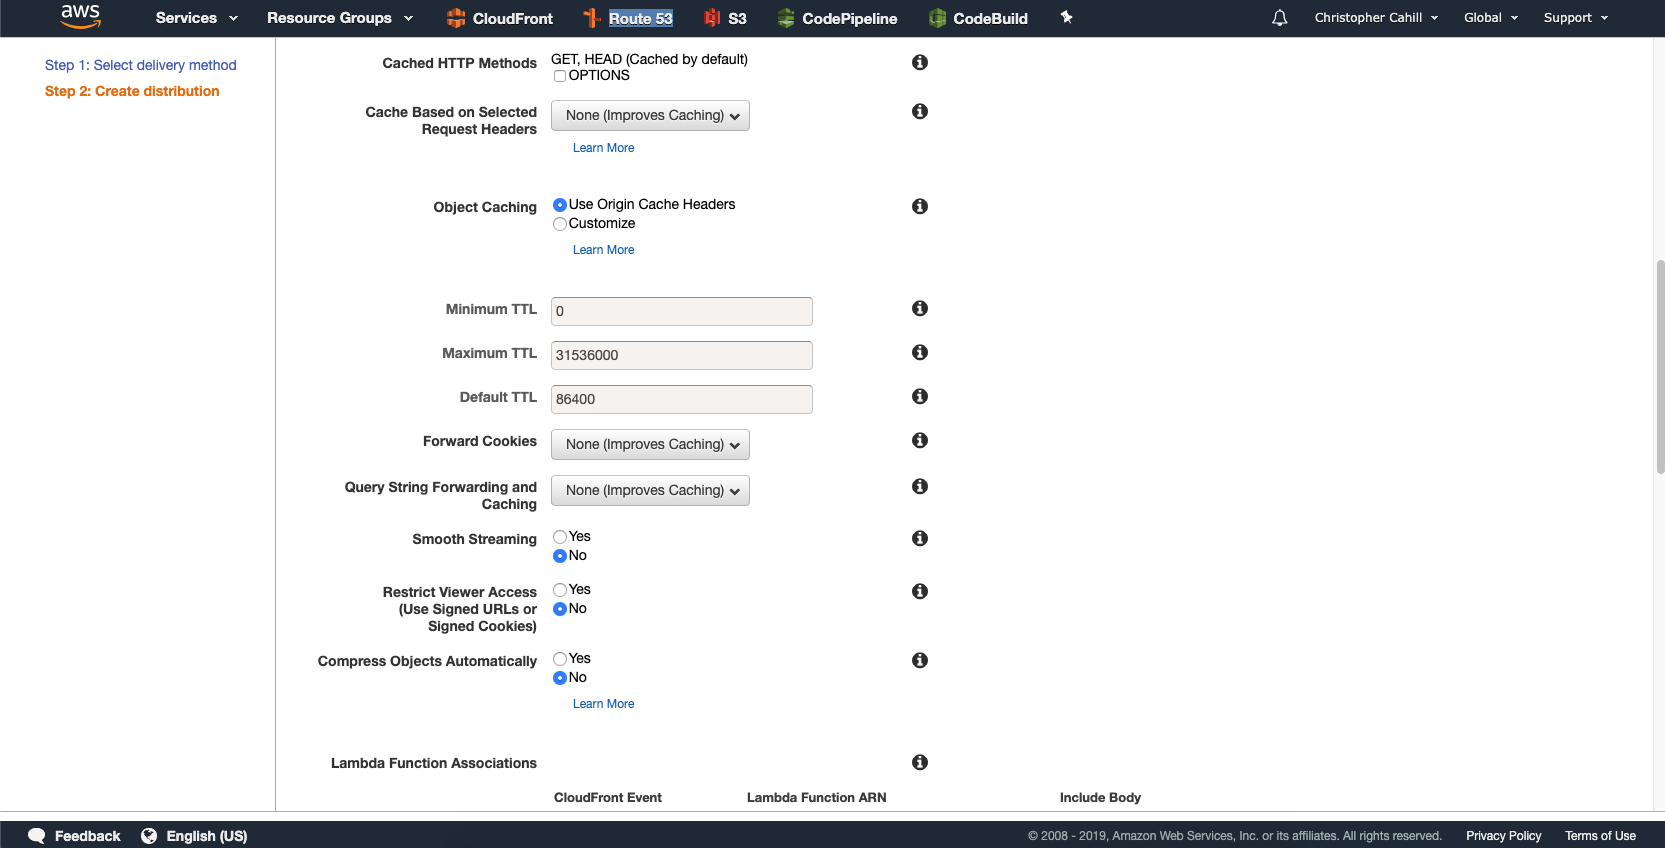 aws Services Resource Groups CloudFront Route 53 S3 CodePipeline CodeBuild Christopher Cahill Global Support
Step 1: Select delivery method
Step 2: Create distribution
Cached HTTP Methods GET, HEAD (Cached by default)
OPTIONS
Cache Based on Selected
Request Headers
None (Improves Caching)
Learn More
Object Caching Use Origin Cache Headers
Customize
Learn More
Minimum TTL 0
Maximum TTL 31536000
Default TTL 86400
Forward Cookies None (Improves Caching)
Query String Forwarding and
Caching
None (Improves Caching)
Smooth Streaming Yes
No
Restrict Viewer Access
(Use Signed URLs or
Signed Cookies)
Yes
No
Compress Objects Automatically Yes
No
Learn More
Lambda Function Associations
CloudFront Event Lambda Function ARN Include Body
Feedback English (US) © 2008 - 2019, Amazon Web Services, Inc. or its affiliates. All rights reserved. Privacy Policy Terms of Use